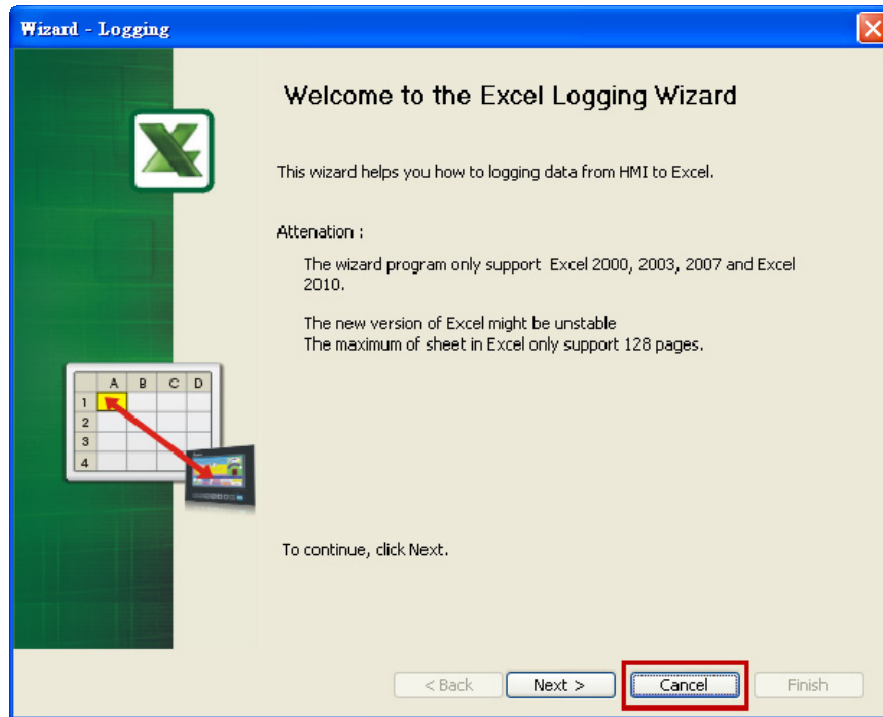 Wizard - Logging
Welcome to the Excel Logging Wizard
This wizard helps you how to logging data from HMI to Excel.
Attenation :
The wizard program only support Excel 2000, 2003, 2007 and Excel
2010.
The new version of Excel might be unstable
The maximum of sheet in Excel only support 128 pages.
A B C D
1
2
3
4
To continue, click Next.
< Back Next > Cancel Finish